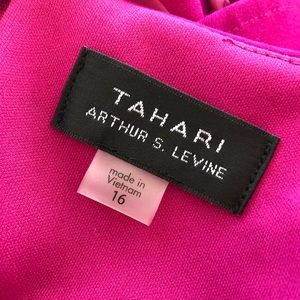 TAHARI
ARTHUR S. LEVINE
made in
Vietnam
16